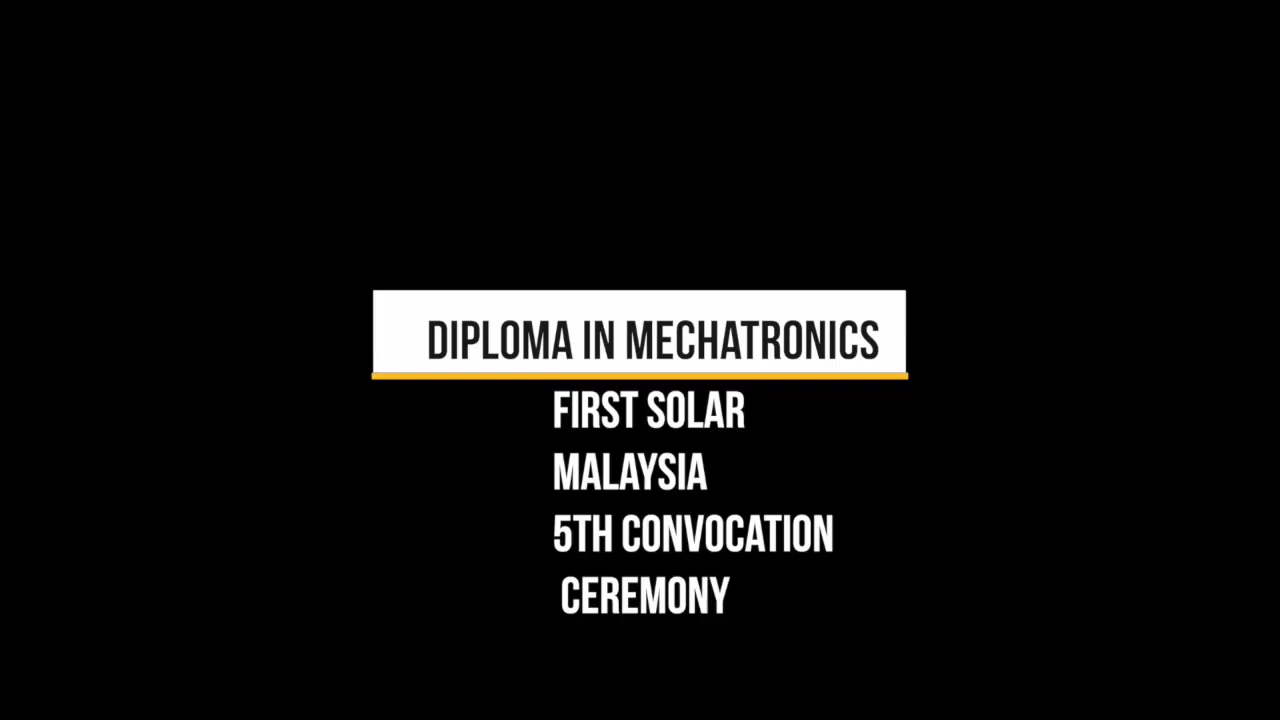 DIPLOMA IN MECHATRONICS
FIRST SOLAR
MALAYSIA
5TH CONVOCATION
CEREMONY